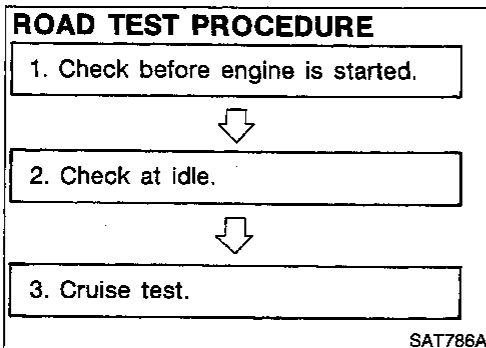 ROAD TEST PROCEDURE
1. Check before engine is started.
2. Check at idle.
3. Cruise test.
SAT786A